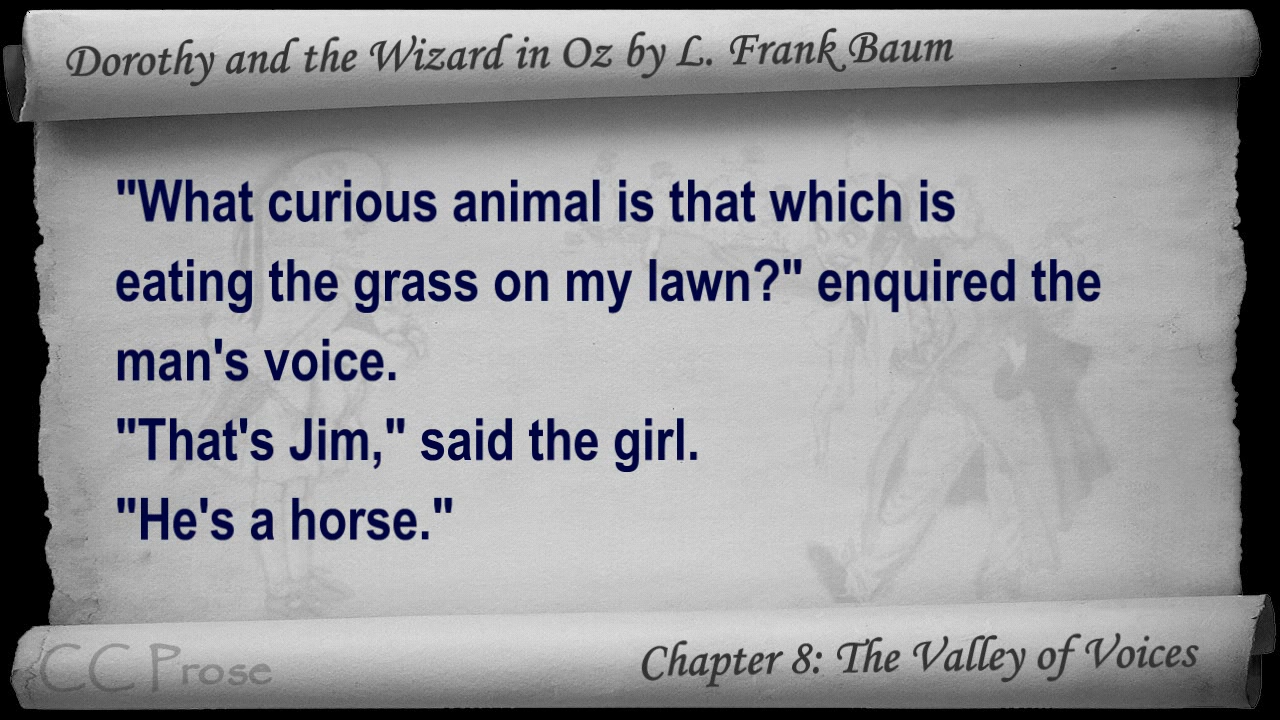 Dorothy and the Wizard in Oz by L. Frank Baum
"What curious animal is that which is
eating the grass on my lawn?" enquired the
man's voice.
"That's Jim," said the girl.
"He's a horse."
CC Prose
Chapter 8: The Valley of Voices